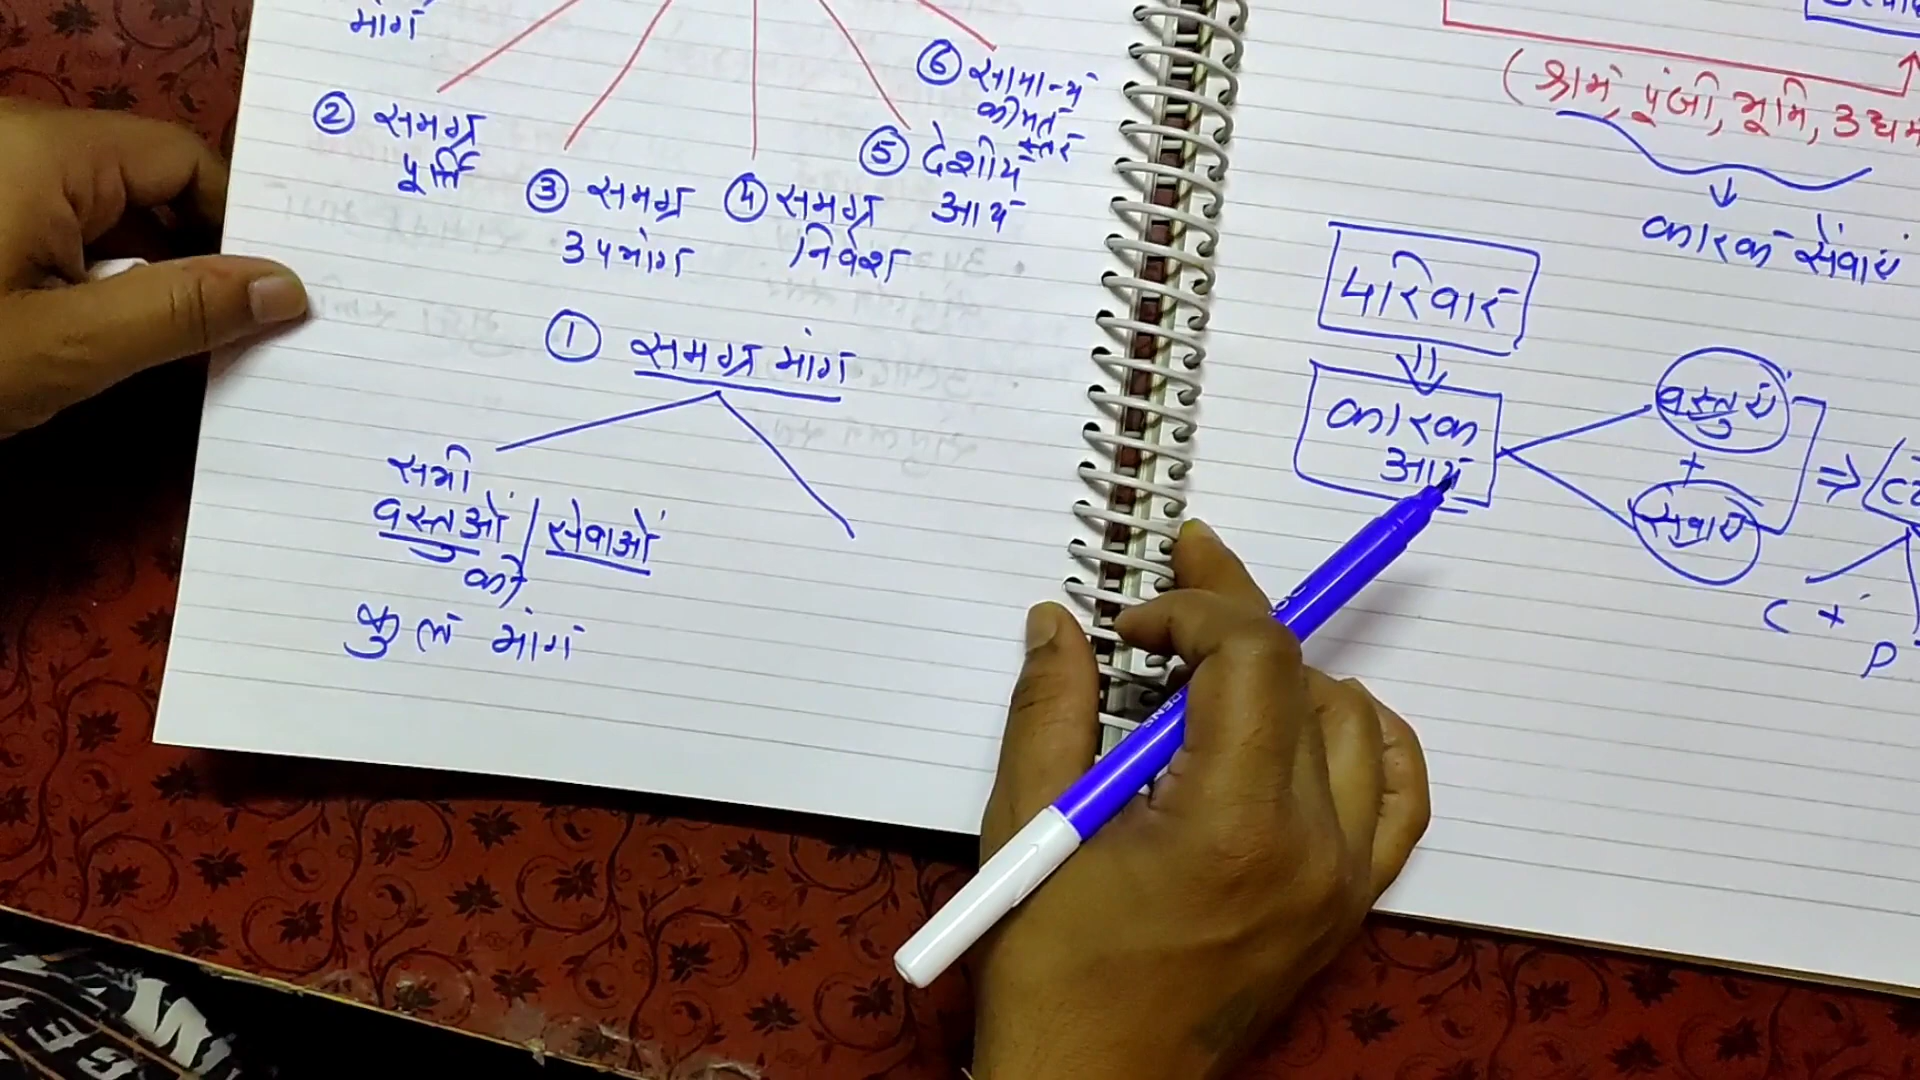 मांग
② समग्र
पूर्ति
③ समग्र
उपभोग
④ समग्र
निवेश
⑤ देशीय
आय
⑥ सामान्य
कीमत
स्तर
① समग्र मांग
सभी
वस्तुओं / सेवाओं
की
कुल मांग
(श्रम, पूंजी, भूमि, उद्यम
कारक सेवाएं
परिवार
कारक
आय
वस्तुएं
+
सेवाएं
⇒
C +
P